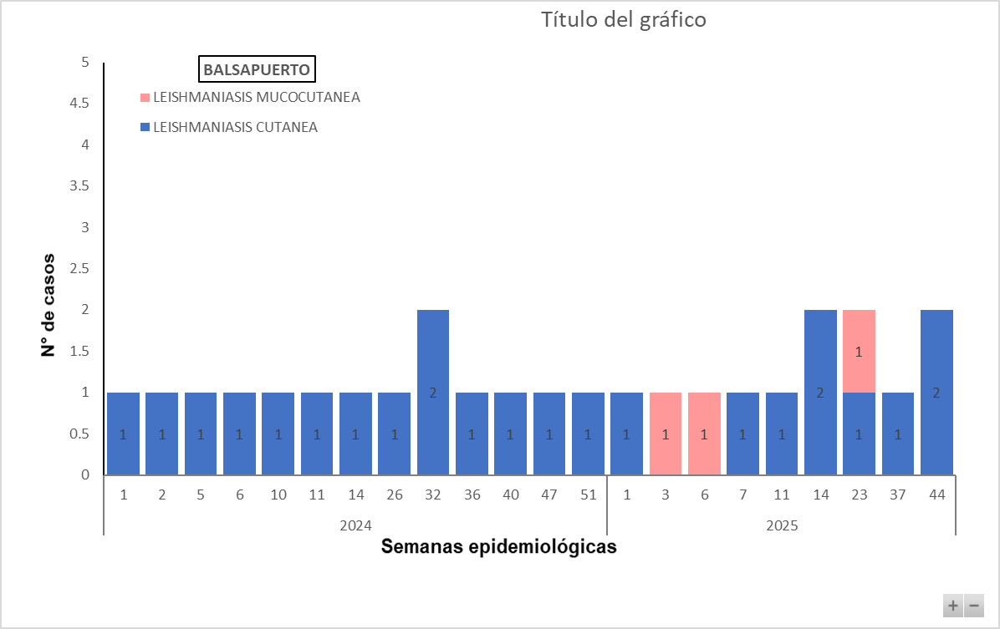 Título del gráfico
BALSAPUERTO
LEISHMANIASIS MUCOCUTANEA
LEISHMANIASIS CUTANEA
5
4.5
4
3.5
3
2.5
2
1.5
1
0.5
0
N° de casos
1 1 1 1 1 1 1 1 2 1 1 1 1 1 1 1 1 1 2 1 1 1 2
1 2 5 6 10 11 14 26 32 36 40 47 51 1 3 6 7 11 14 23 37 44
2024 2025
Semanas epidemiológicas
+ −